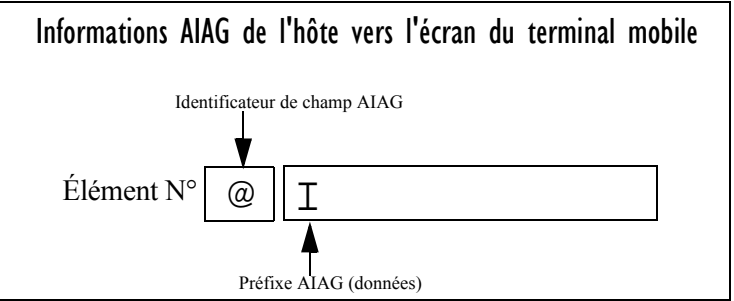 Informations AIAG de l'hôte vers l'écran du terminal mobile
Identificateur de champ AIAG
Élément N° @ I
Préfixe AIAG (données)